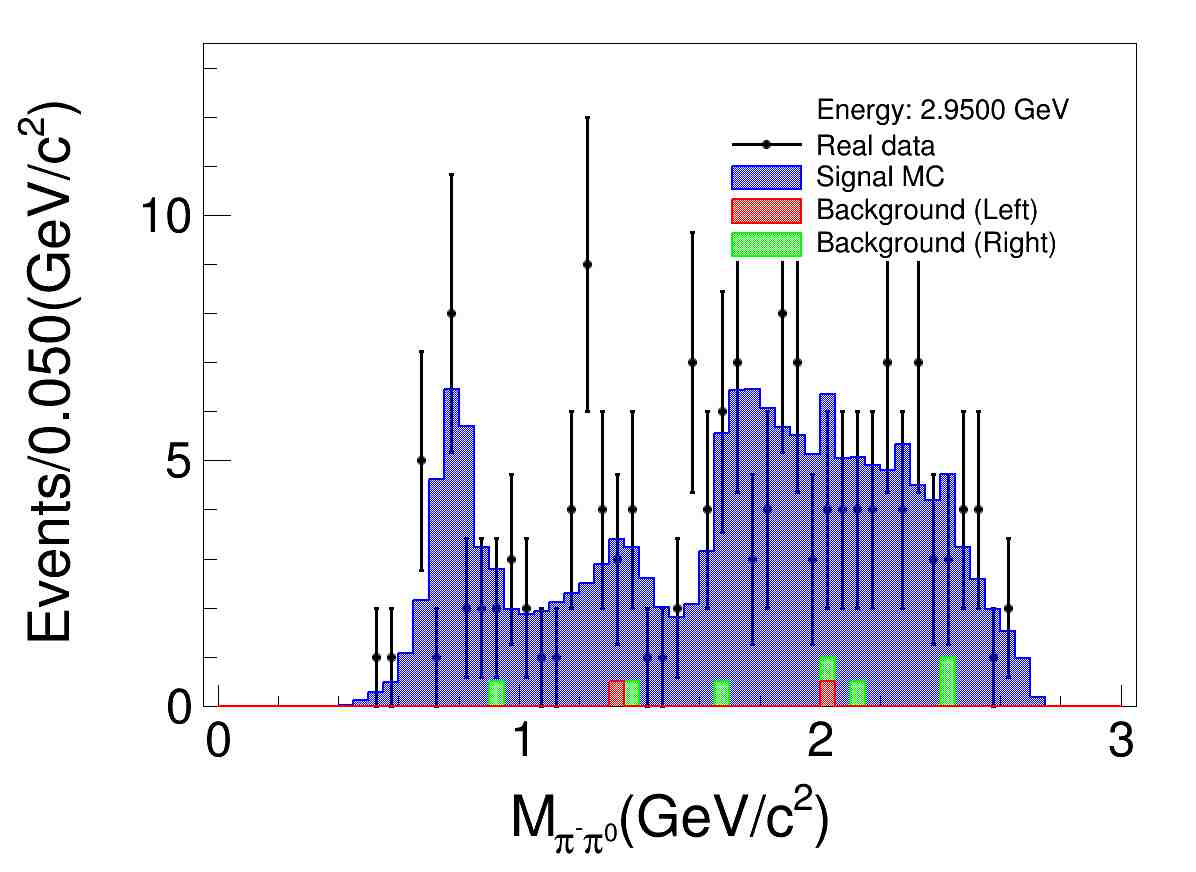 Energy: 2.9500 GeV
Real data
Signal MC
Background (Left)
Background (Right)
Events/0.050(GeV/c²)
10
5
0
0 1 2 3
M_π⁻π⁰(GeV/c²)